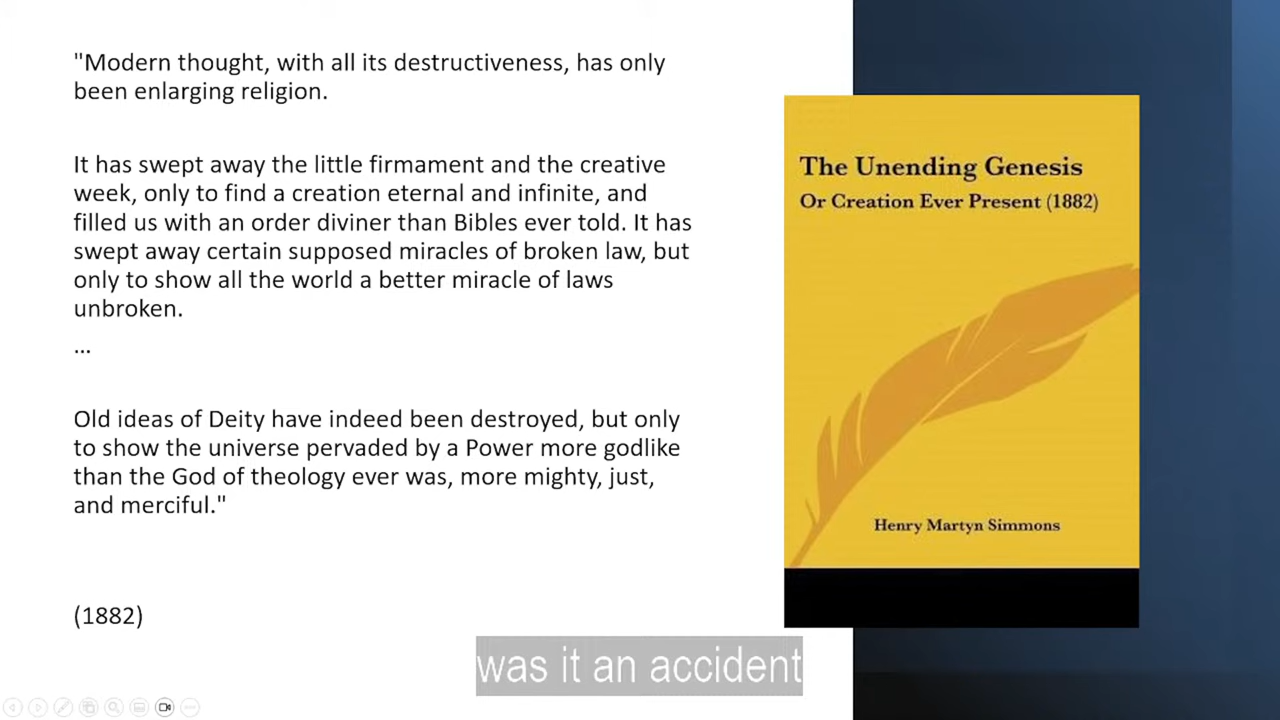 "Modern thought, with all its destructiveness, has only
been enlarging religion.
It has swept away the little firmament and the creative
week, only to find a creation eternal and infinite, and
filled us with an order diviner than Bibles ever told. It has
swept away certain supposed miracles of broken law, but
only to show all the world a better miracle of laws
unbroken.
...
Old ideas of Deity have indeed been destroyed, but only
to show the universe pervaded by a Power more godlike
than the God of theology ever was, more mighty, just,
and merciful."
(1882)
The Unending Genesis
Or Creation Ever Present (1882)
Henry Martyn Simmons
was it an accident